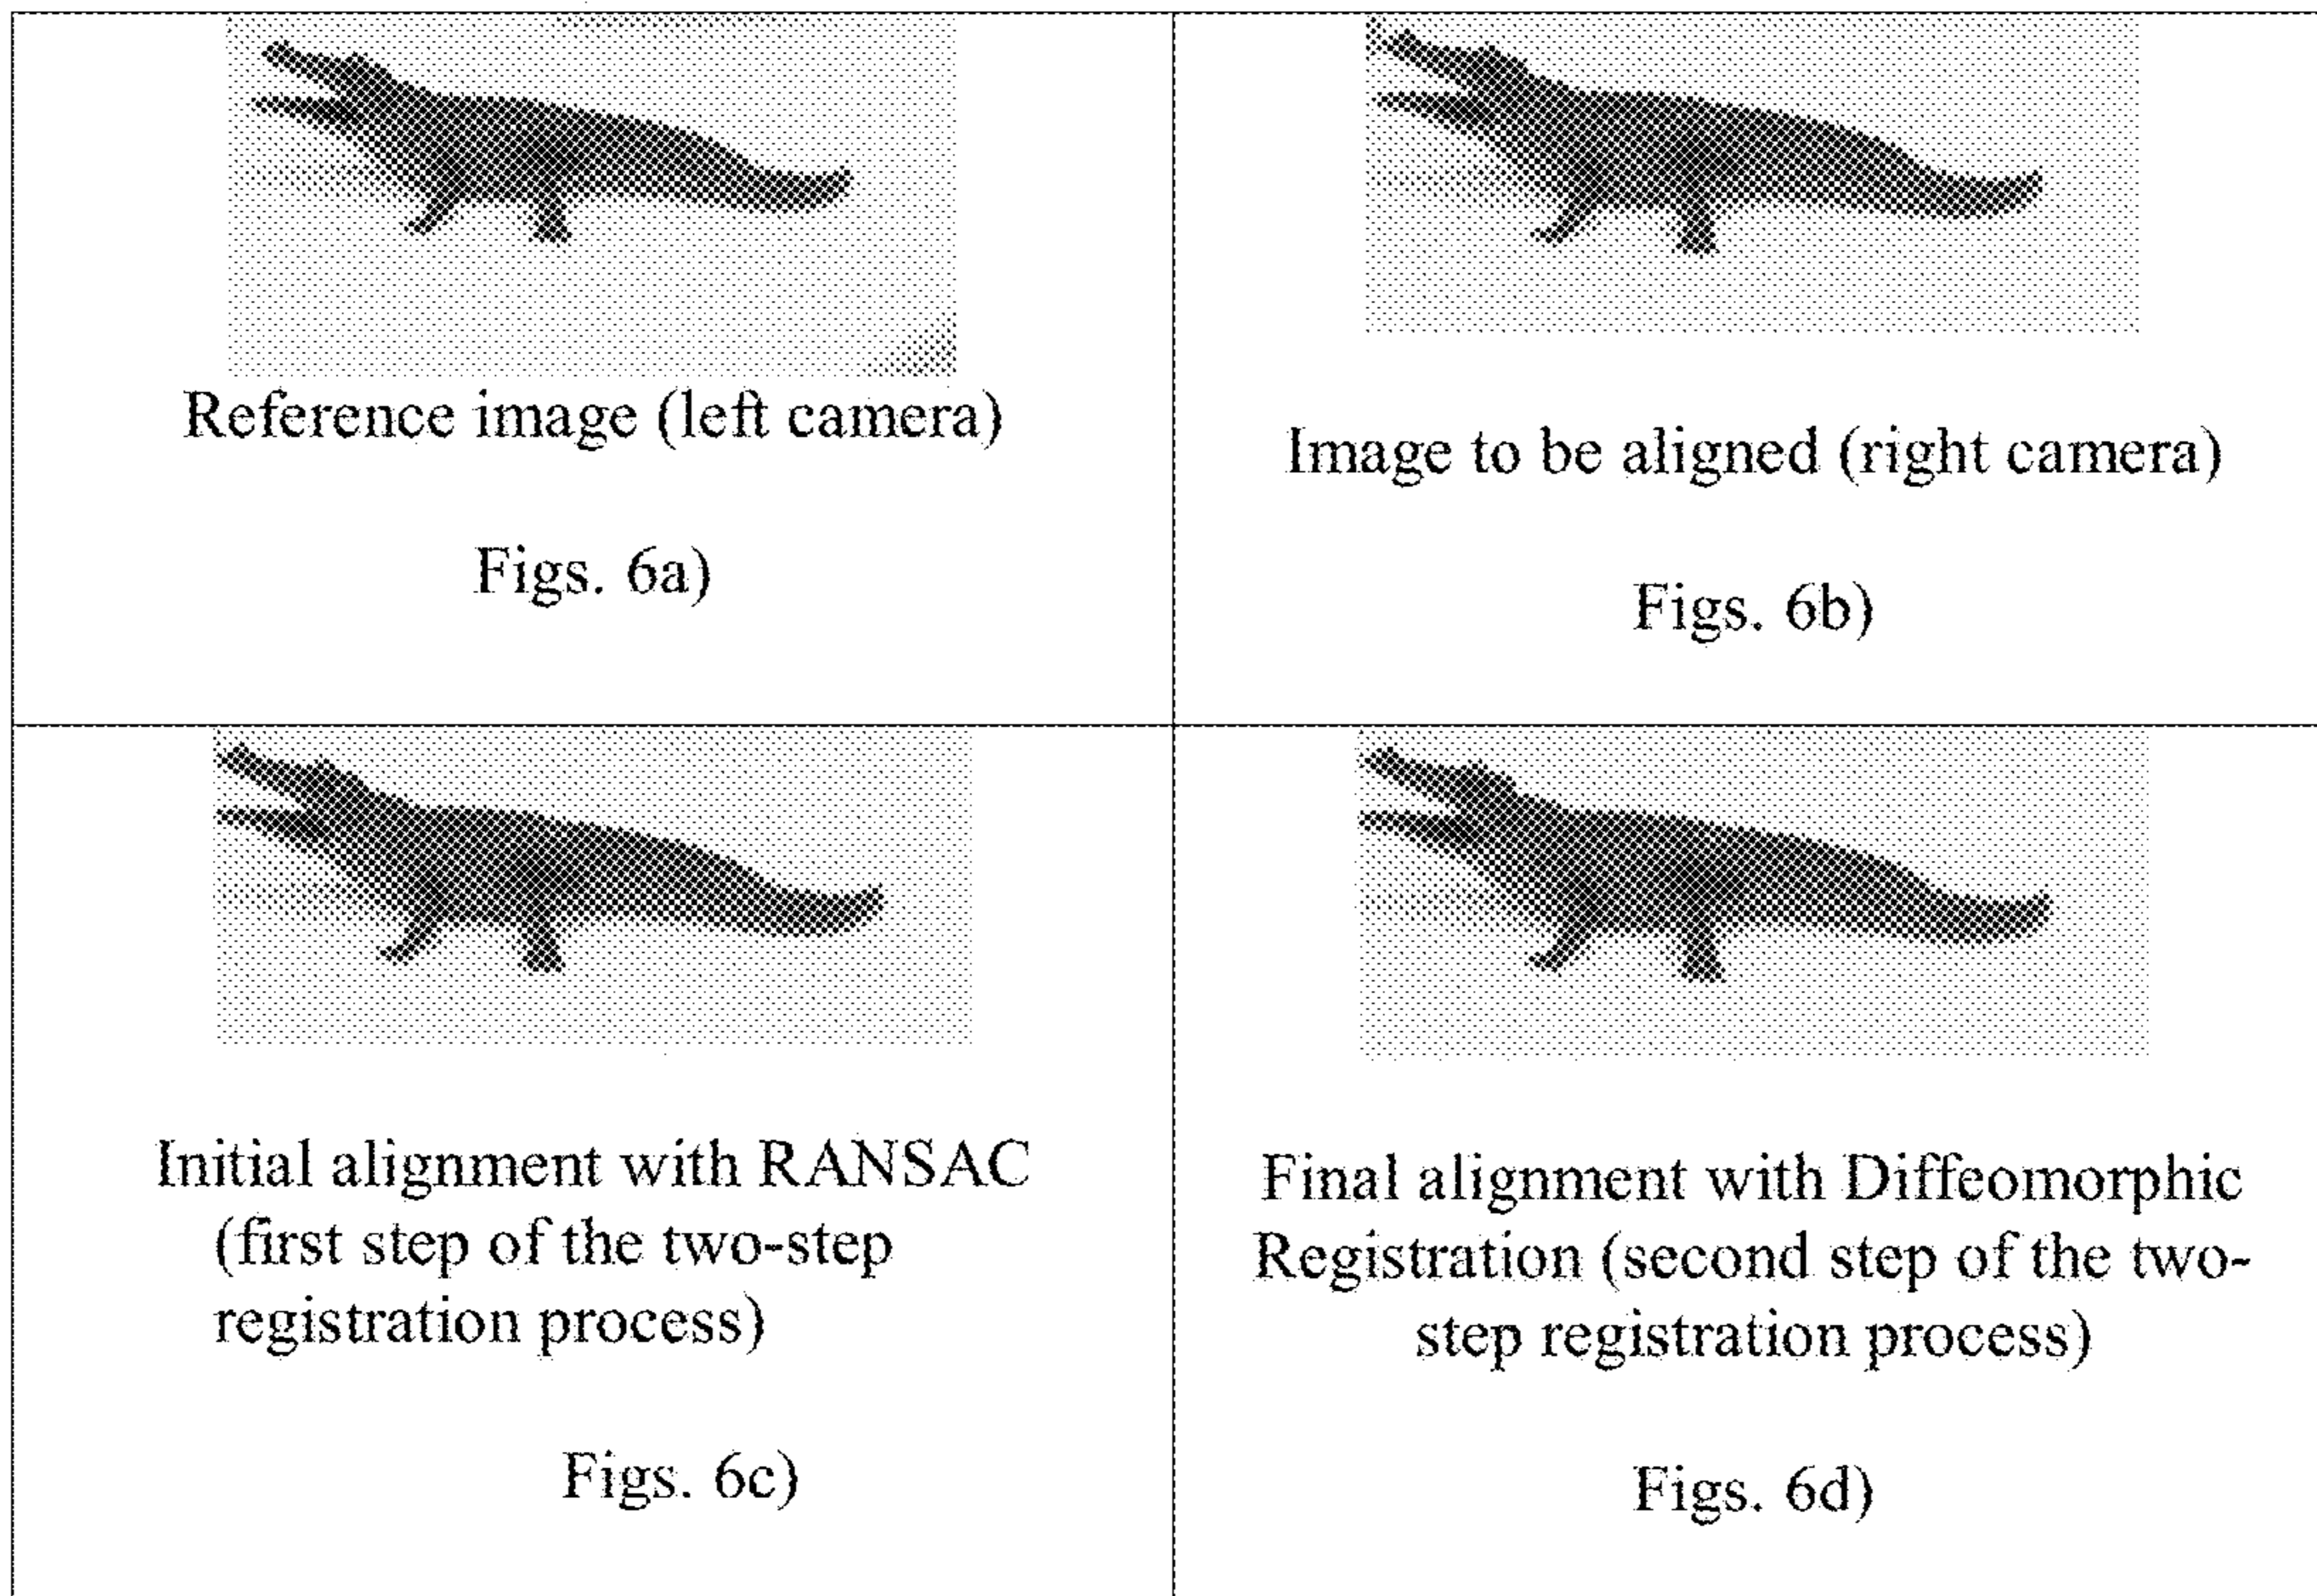 Reference image (left camera)
Figs. 6a)
Image to be aligned (right camera)
Figs. 6b)
Initial alignment with RANSAC
(first step of the two-step
registration process)
Figs. 6c)
Final alignment with Diffeomorphic
Registration (second step of the two-
step registration process)
Figs. 6d)